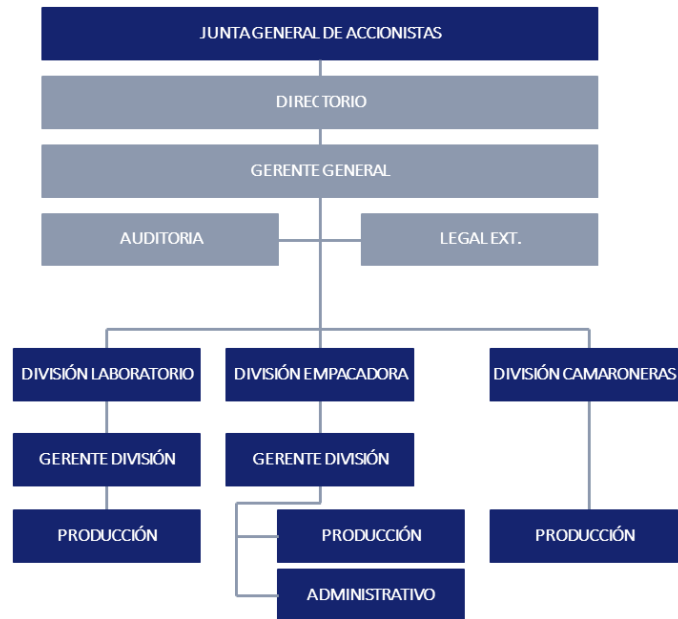 JUNTA GENERAL DE ACCIONISTAS
DIRECTORIO
GERENTE GENERAL
AUDITORIA
LEGAL EXT.
DIVISIÓN LABORATORIO
DIVISIÓN EMPACADORA
DIVISIÓN CAMARONERAS
GERENTE DIVISIÓN
GERENTE DIVISIÓN
PRODUCCIÓN
PRODUCCIÓN
PRODUCCIÓN
ADMINISTRATIVO